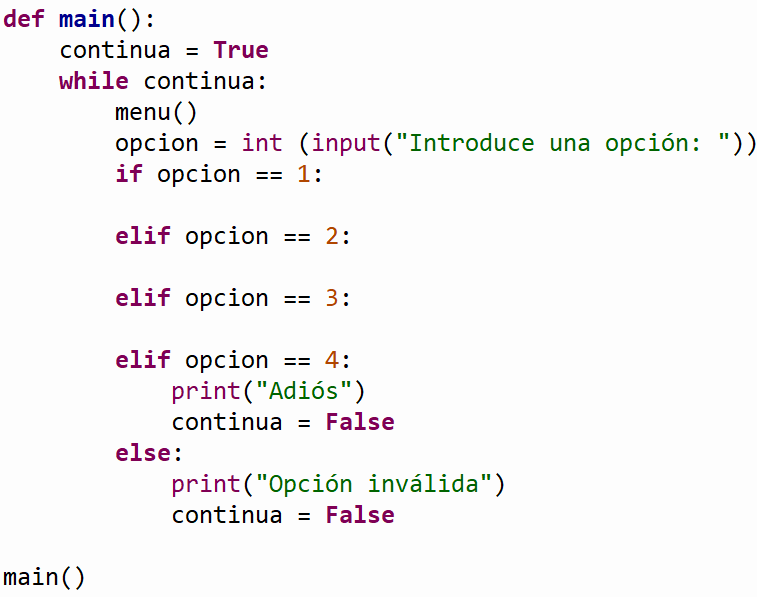 def main():
    continua = True
    while continua:
        menu()
        opcion = int (input("Introduce una opción: "))
        if opcion == 1:

        elif opcion == 2:

        elif opcion == 3:

        elif opcion == 4:
            print("Adiós")
            continua = False
        else:
            print("Opción inválida")
            continua = False

main()